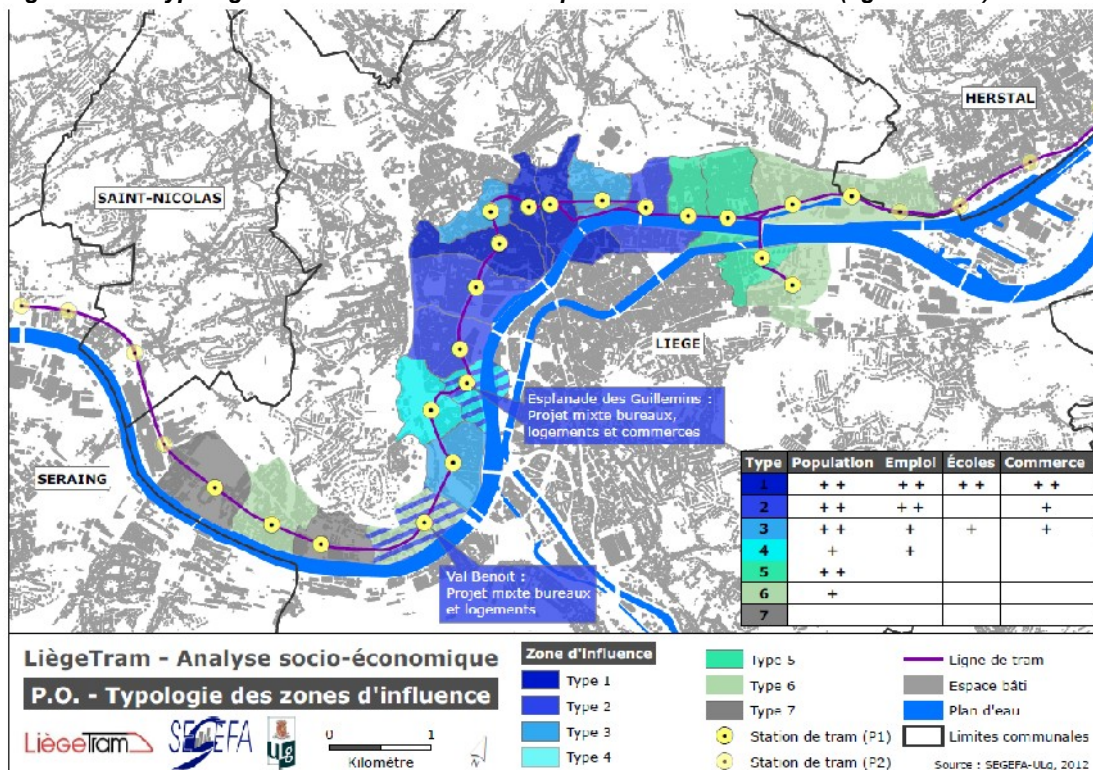 HERSTAL
SAINT-NICOLAS
LIEGE
Esplanade des Guillemins :
Projet mixte bureaux,
logements et commerces
SERAING
Val Benoit :
Projet mixte bureaux
et logements
Type Population Emploi Écoles Commerce
1 ++ ++ ++ ++
2 ++ ++ +
3 ++ + + +
4 + +
5 ++
6 +
7
LiègeTram - Analyse socio-économique
P.O. - Typologie des zones d'influence
LiègeTram SEGEFA ULg
0 1
Kilomètre
N
Zone d'Influence
Type 1
Type 2
Type 3
Type 4
Type 5
Type 6
Type 7
Station de tram (P1)
Station de tram (P2)
Ligne de tram
Espace bâti
Plan d'eau
Limites communales
Source : SEGEFA-ULg, 2012